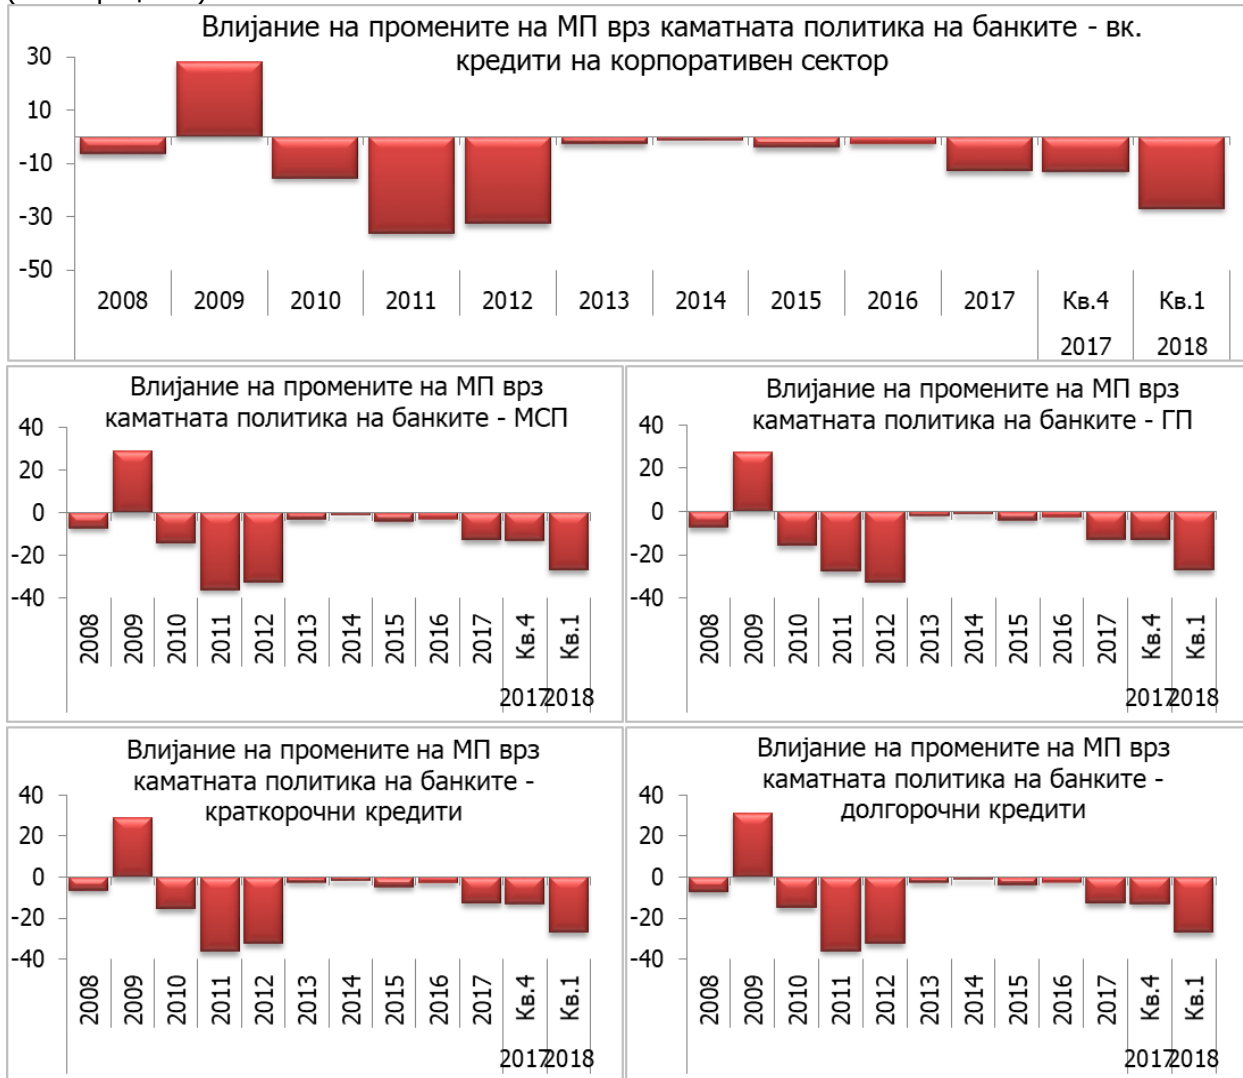 Влијание на промените на МП врз каматната политика на банките - вк.
кредити на корпоративен сектор
30
10
-10
-30
-50
2008 2009 2010 2011 2012 2013 2014 2015 2016 2017 Кв.4 Кв.1
2017 2018
Влијание на промените на МП врз
каматната политика на банките - МСП
40
20
0
-20
-40
2008 2009 2010 2011 2012 2013 2014 2015 2016 2017 Кв.4 Кв.1
2017 2018
Влијание на промените на МП врз
каматната политика на банките - ГП
40
20
0
-20
-40
2008 2009 2010 2011 2012 2013 2014 2015 2016 2017 Кв.4 Кв.1
2017 2018
Влијание на промените на МП врз
каматната политика на банките -
краткорочни кредити
40
20
0
-20
-40
2008 2009 2010 2011 2012 2013 2014 2015 2016 2017 Кв.4 Кв.1
2017 2018
Влијание на промените на МП врз
каматната политика на банките -
долгорочни кредити
40
20
0
-20
-40
2008 2009 2010 2011 2012 2013 2014 2015 2016 2017 Кв.4 Кв.1
2017 2018